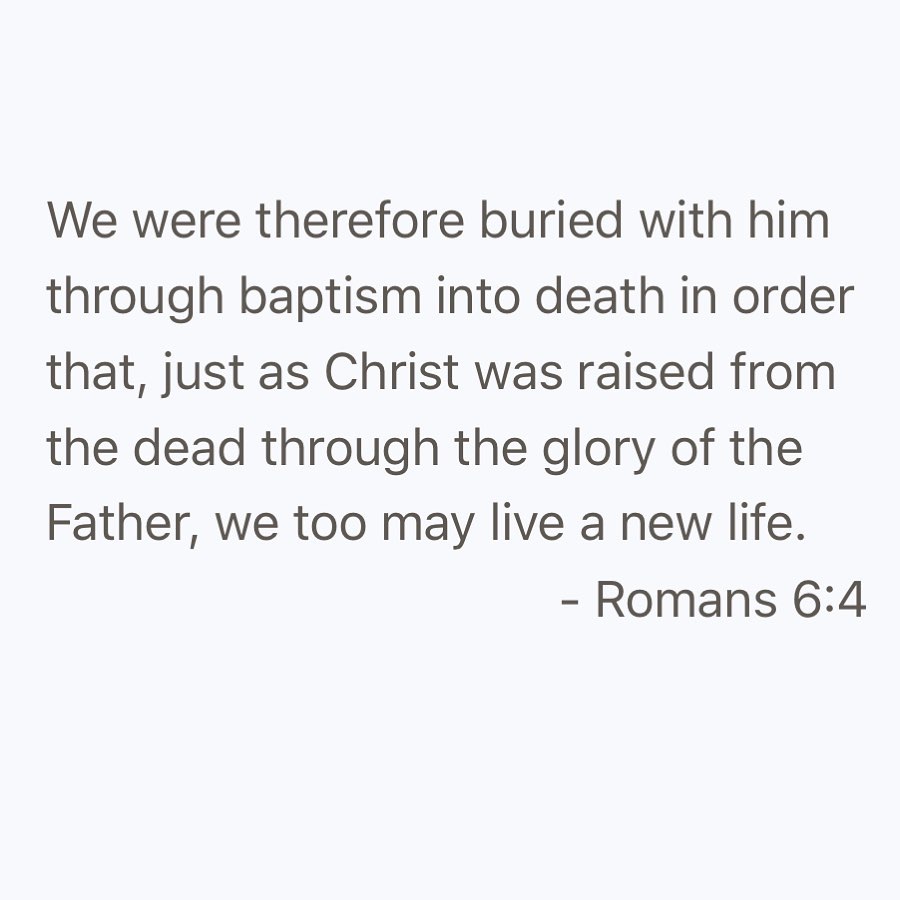 We were therefore buried with him
through baptism into death in order
that, just as Christ was raised from
the dead through the glory of the
Father, we too may live a new life.
- Romans 6:4